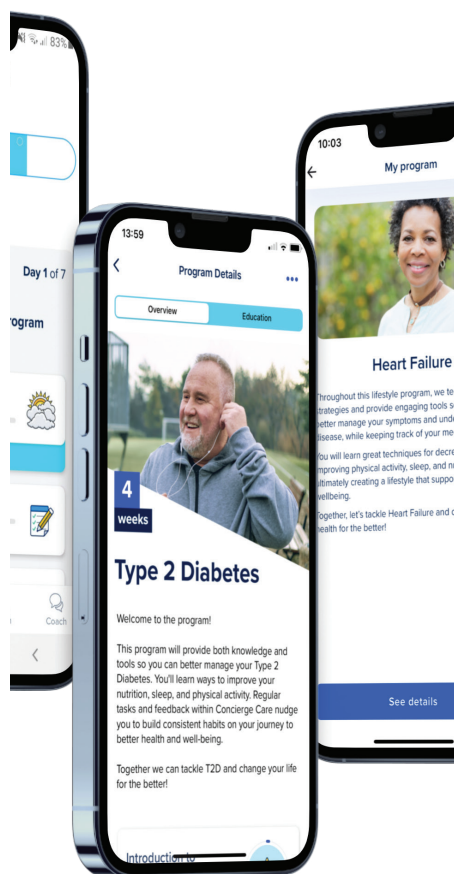 83%
Day 1 of 7
Coach
13:59
Program Details
Overview
Education
4
weeks
Type 2 Diabetes
Welcome to the program!
This program will provide both knowledge and
tools so you can better manage your Type 2
Diabetes. You'll learn ways to improve your
nutrition, sleep, and physical activity. Regular
tasks and feedback within Concierge Care nudge
you to build consistent habits on your journey to
better health and well-being.
Together we can tackle T2D and change your life
for the better!
Introduction to
10:03
My program
Heart Failure
Throughout this lifestyle program, we te
strategies and provide engaging tools s
better manage your symptoms and und
disease, while keeping track of your me
You will learn great techniques for decre
improving physical activity, sleep, and nu
ultimately creating a lifestyle that suppo
wellbeing.
Together, let's tackle Heart Failure and c
health for the better!
See details